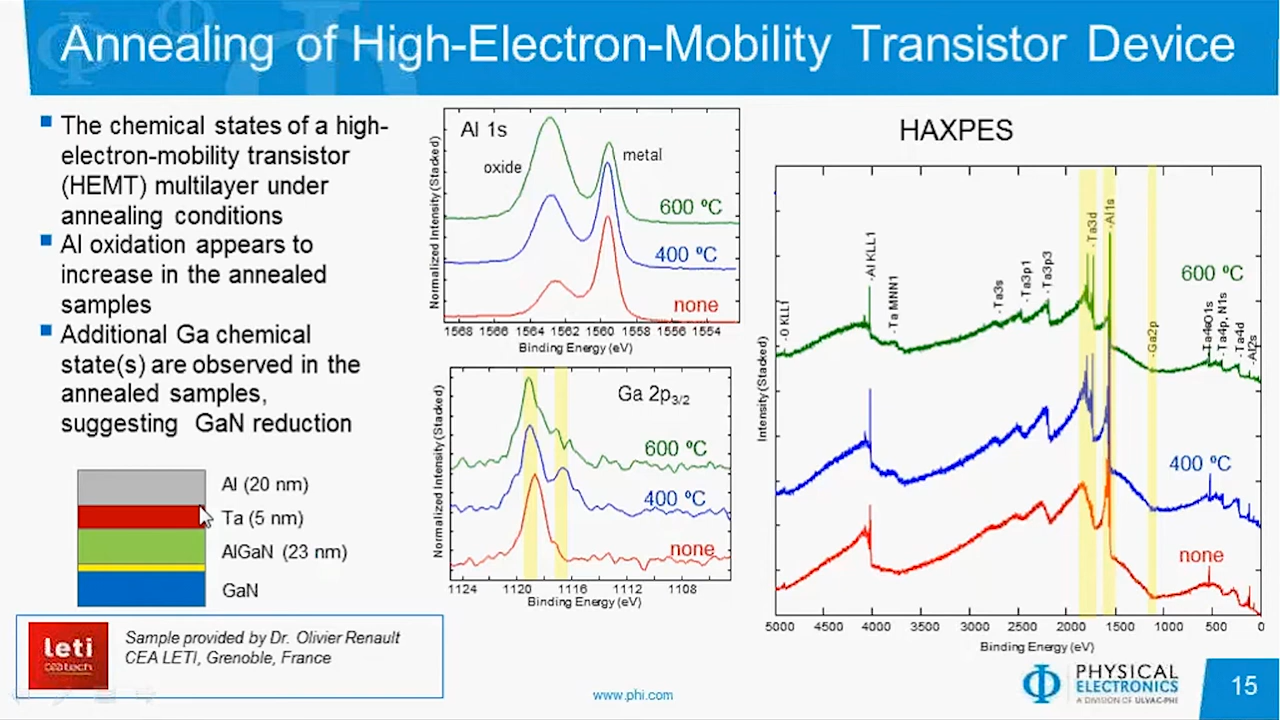 Annealing of High-Electron-Mobility Transistor Device
The chemical states of a high-
electron-mobility transistor
(HEMT) multilayer under
annealing conditions
Al oxidation appears to
increase in the annealed
samples
Additional Ga chemical
state(s) are observed in the
annealed samples,
suggesting GaN reduction
Al (20 nm)
Ta (5 nm)
AlGaN (23 nm)
GaN
leti
ceatech
Sample provided by Dr. Olivier Renault
CEA LETI, Grenoble, France
Normalized Intensity (Stacked)
Al 1s
oxide
metal
600 ºC
400 ºC
none
1568 1566 1564 1562 1560 1558 1556 1554
Binding Energy (eV)
Normalized Intensity (Stacked)
Ga 2p3/2
600 ºC
400 ºC
none
1124 1120 1116 1112 1108
Binding Energy (eV)
HAXPES
Intensity (Stacked)
-O KLL1
-Al KLL1
-Ta MNN1
-Ta3s
-Ta3p1
-Ta3p3
-Ta3d
-Al1s
-Ga2p
-O1s
-Ta4p, N1s
-Ta4d
-Al2s
600 ºC
400 ºC
none
5000 4500 4000 3500 3000 2500 2000 1500 1000 500 0
Binding Energy (eV)
www.phi.com
PHYSICAL
ELECTRONICS
A DIVISION OF ULVAC-PHI
15